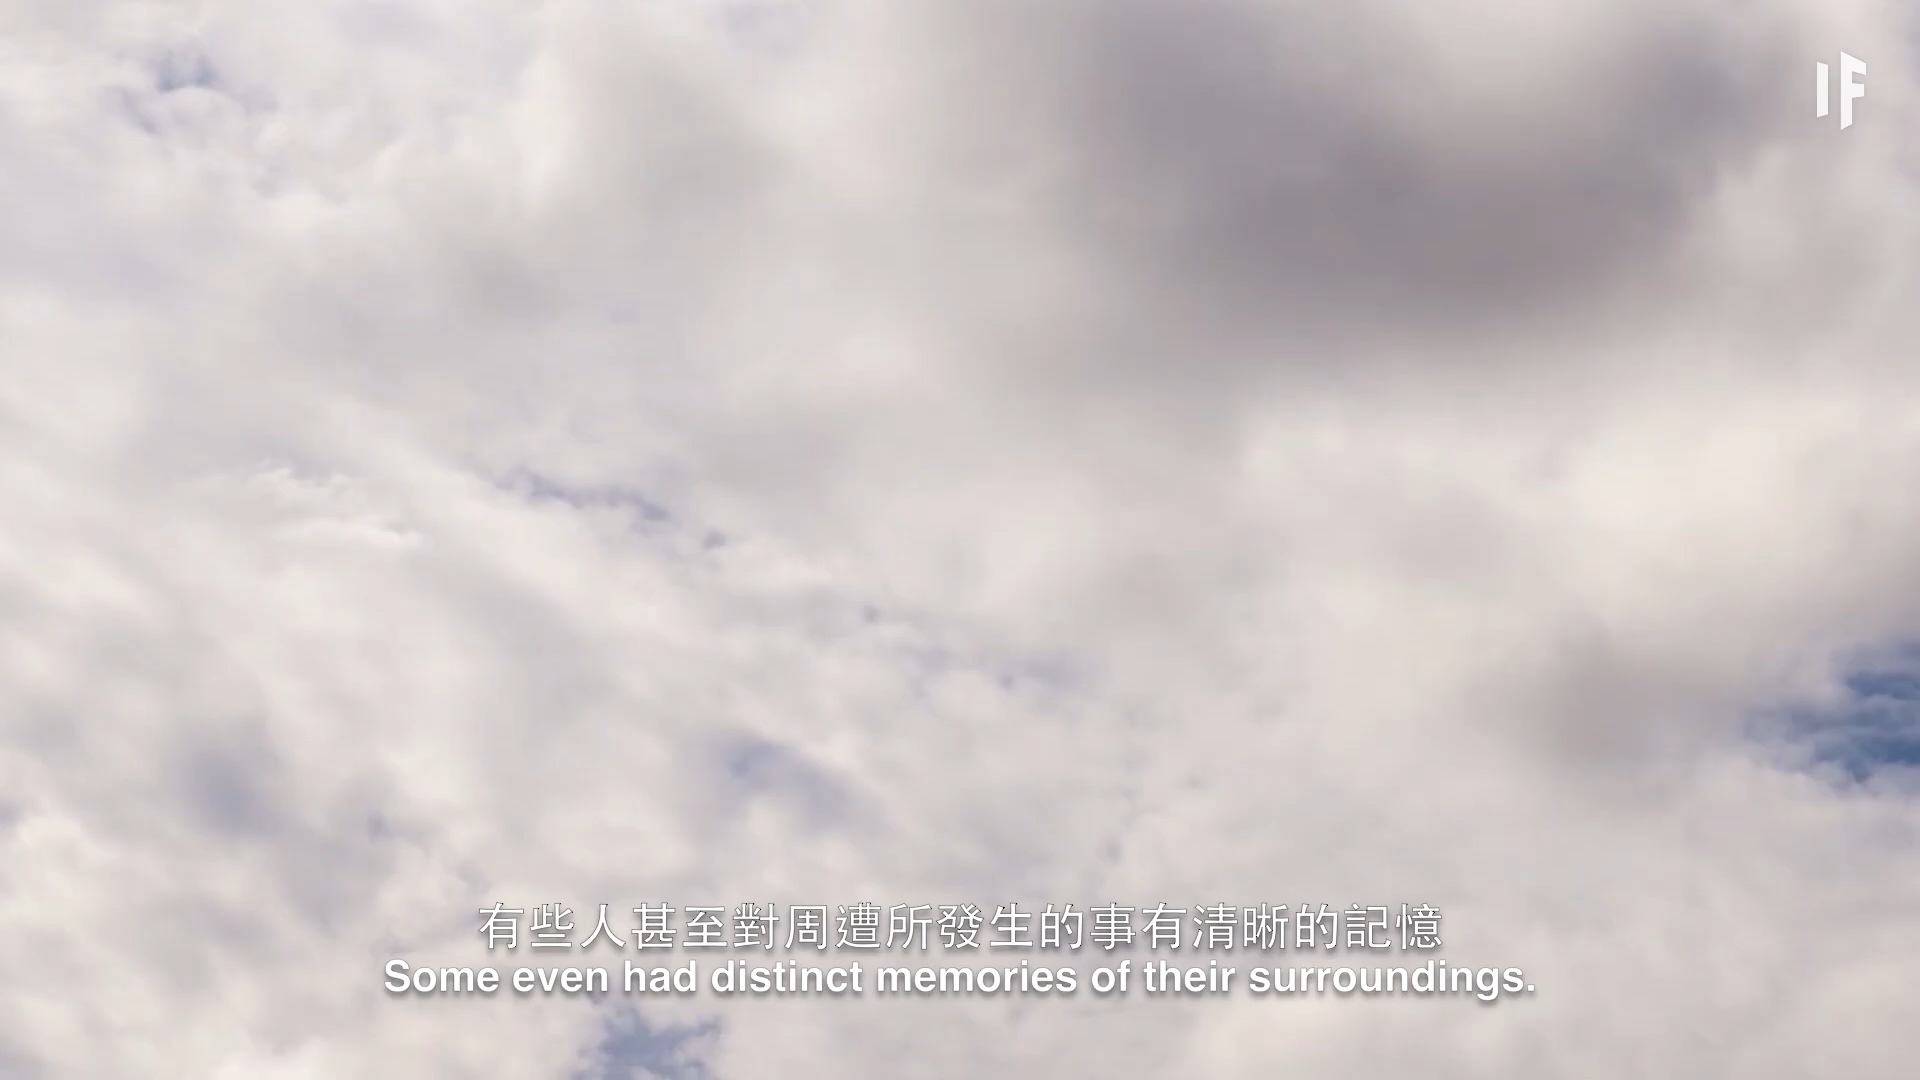 IF
有些人甚至對周遭所發生的事有清晰的記憶
Some even had distinct memories of their surroundings.